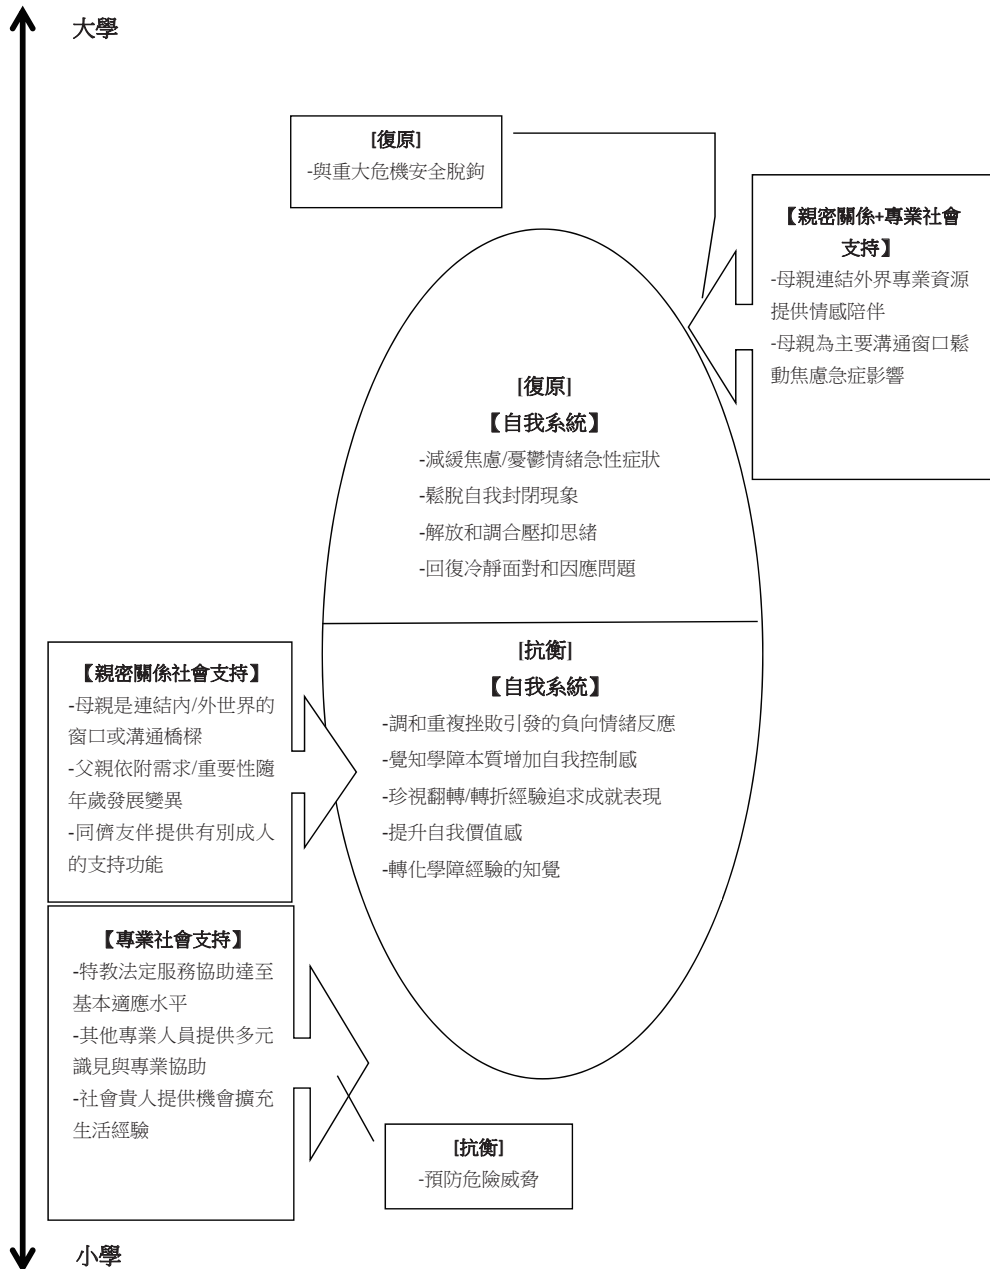 大學
[復原]
-與重大危機安全脫鉤
【親密關係+專業社會
支持】
-母親連結外界專業資源
提供情感陪伴
-母親為主要溝通窗口鬆
動焦慮急症影響
[復原]
【自我系統】
-減緩焦慮/憂鬱情緒急性症狀
-鬆脫自我封閉現象
-解放和調合壓抑思緒
-回復冷靜面對和因應問題
[抗衡]
【自我系統】
-調和重複挫敗引發的負向情緒反應
-覺知學障本質增加自我控制感
-珍視翻轉/轉折經驗追求成就表現
-提升自我價值感
-轉化學障經驗的知覺
【親密關係社會支持】
-母親是連結內/外世界的
窗口或溝通橋樑
-父親依附需求/重要性隨
年歲發展變異
-同儕友伴提供有別成人
的支持功能
【專業社會支持】
-特教法定服務協助達至
基本適應水平
-其他專業人員提供多元
識見與專業協助
-社會貴人提供機會擴充
生活經驗
[抗衡]
-預防危險威脅
小學